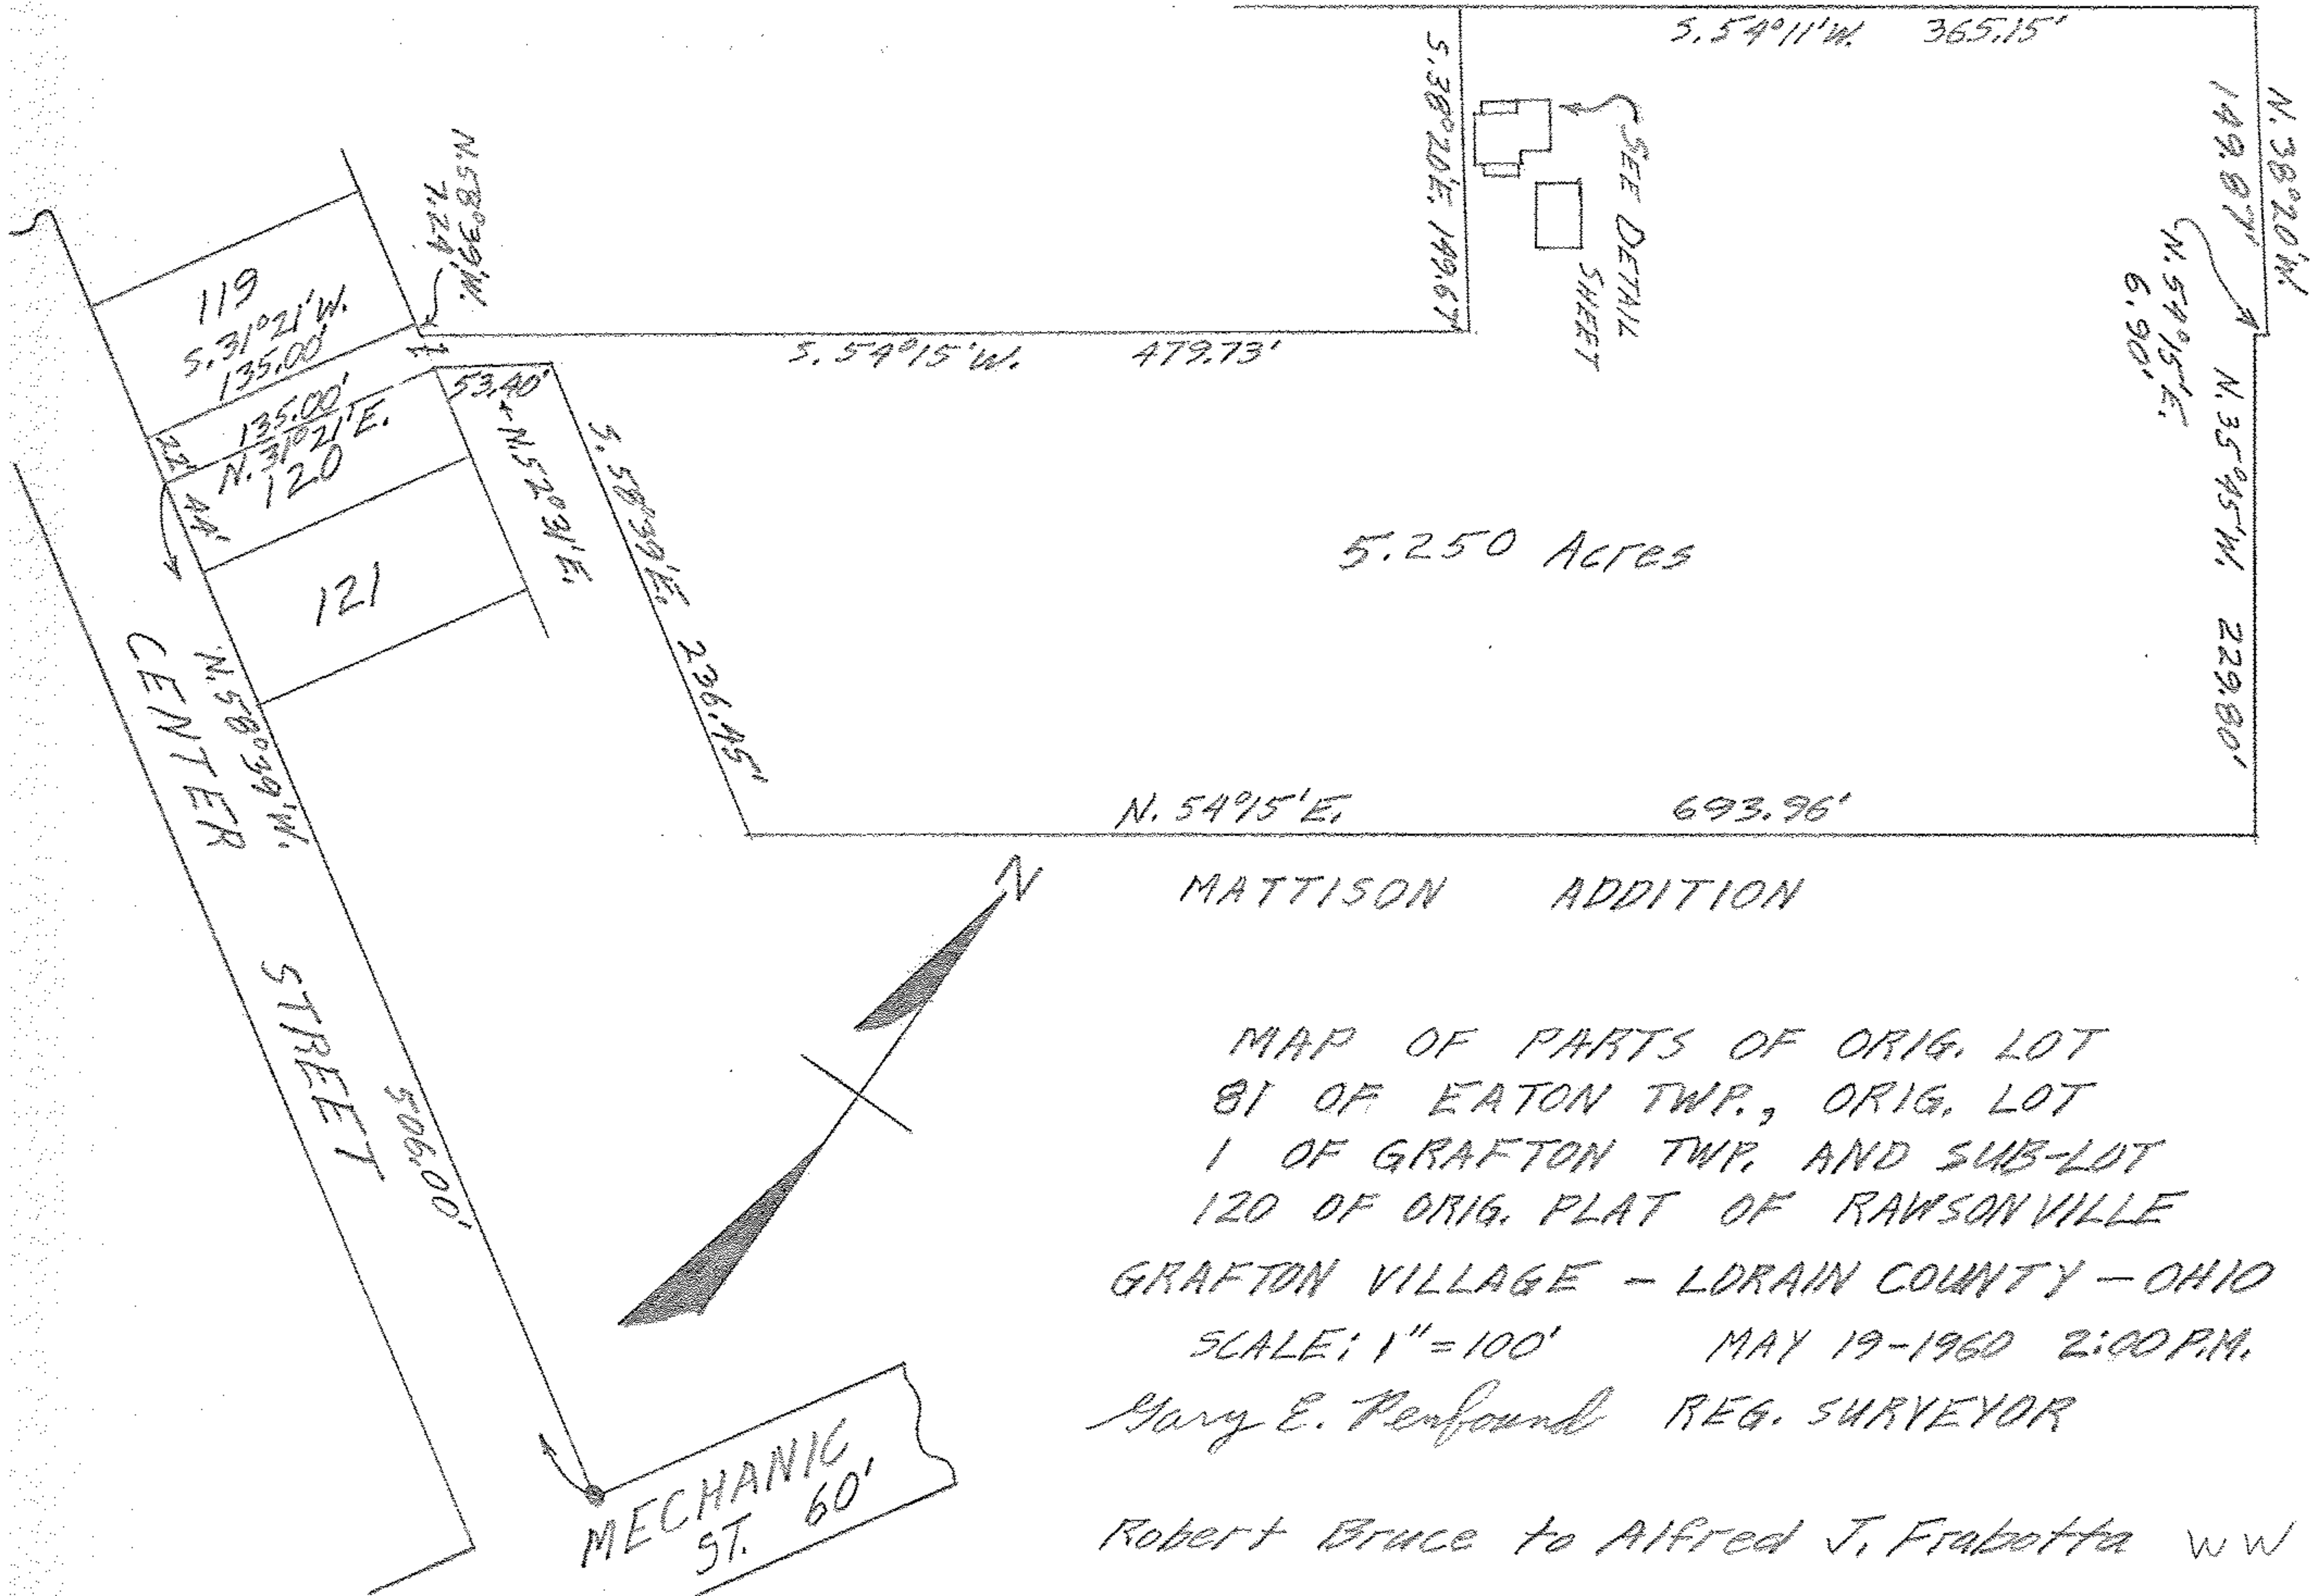 S. 54°11'W. 365.15'
S. 38°20'E. 149.67'
N. 38°20'W.
149.87'
SEE DETAIL
SHEET
N. 54°15'E.
6.90'
N. 35°45'W. 229.80'
N. 58°39'W.
7.24'
119
S. 31°21'W.
135.00'
S. 54°15'W. 479.73'
53.40'
N. 52°31'E.
135.00'
N. 31°21'E.
120
22'
44'
121
S. 58°39'E. 236.45'
5.250 Acres
N. 54°15'E. 693.96'
MATTISON ADDITION
N
CENTER STREET
N. 58°39'W. 506.00'
MECHANIC
ST. 60'
MAP OF PARTS OF ORIG. LOT
81 OF EATON TWP., ORIG. LOT
1 OF GRAFTON TWP. AND SUB-LOT
120 OF ORIG. PLAT OF RAWSONVILLE
GRAFTON VILLAGE - LORAIN COUNTY - OHIO
SCALE: 1" = 100' MAY 19-1960 2:00 P.M.
Gary E. Penfound REG. SURVEYOR
Robert Bruce to Alfred J. Frabotta WW